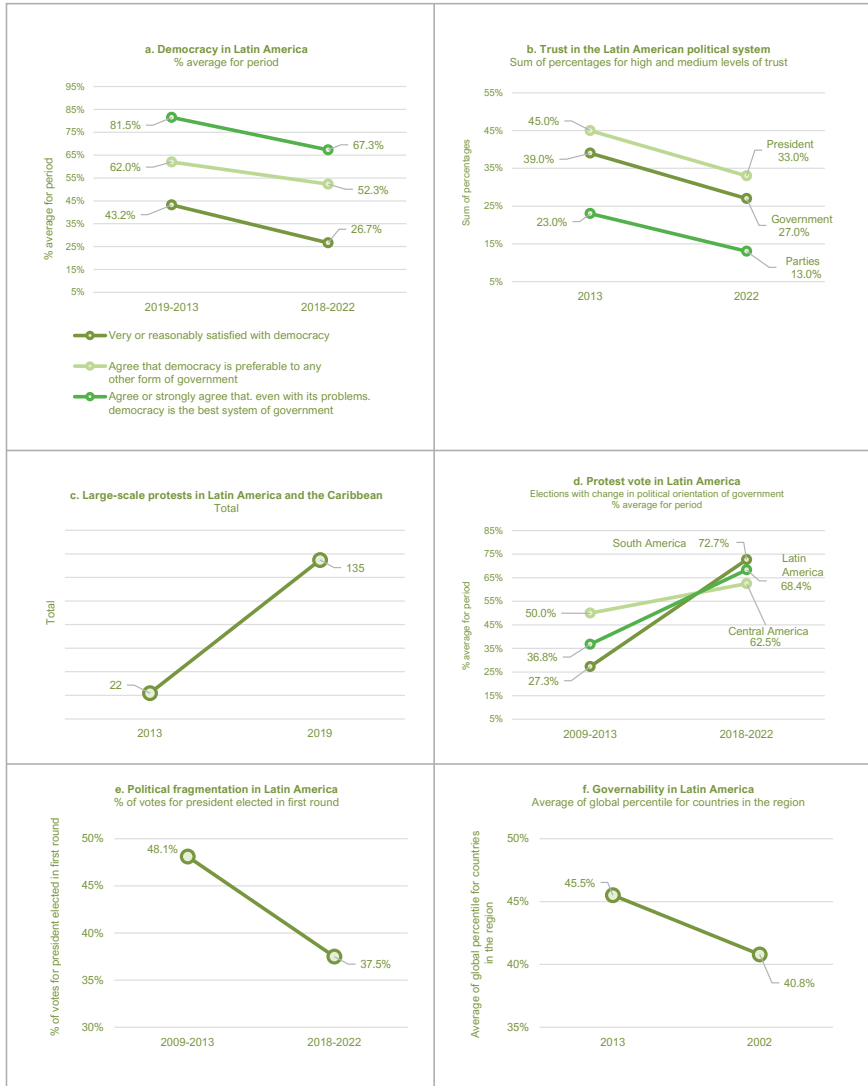 a. Democracy in Latin America
% average for period
95%
85%
75%
65%
55%
45%
35%
25%
15%
5%
% average for period
81.5%
67.3%
62.0%
52.3%
43.2%
26.7%
2019-2013
2018-2022
Very or reasonably satisfied with democracy
Agree that democracy is preferable to any
other form of government
Agree or strongly agree that. even with its problems.
democracy is the best system of government
b. Trust in the Latin American political system
Sum of percentages for high and medium levels of trust
55%
45%
35%
25%
15%
5%
Sum of percentages
45.0%
39.0%
23.0%
President
33.0%
Government
27.0%
Parties
13.0%
2013
2022
c. Large-scale protests in Latin America and the Caribbean
Total
Total
22
135
2013
2019
d. Protest vote in Latin America
Elections with change in political orientation of government
% average for period
85%
75%
65%
55%
45%
35%
25%
15%
5%
% average for period
South America
72.7%
Latin
America
68.4%
Central America
62.5%
50.0%
36.8%
27.3%
2009-2013
2018-2022
e. Political fragmentation in Latin America
% of votes for president elected in first round
50%
45%
40%
35%
30%
% of votes for president elected in first round
48.1%
37.5%
2009-2013
2018-2022
f. Governability in Latin America
Average of global percentile for countries in the region
50%
45%
40%
35%
Average of global percentile for countries
in the region
45.5%
40.8%
2013
2002